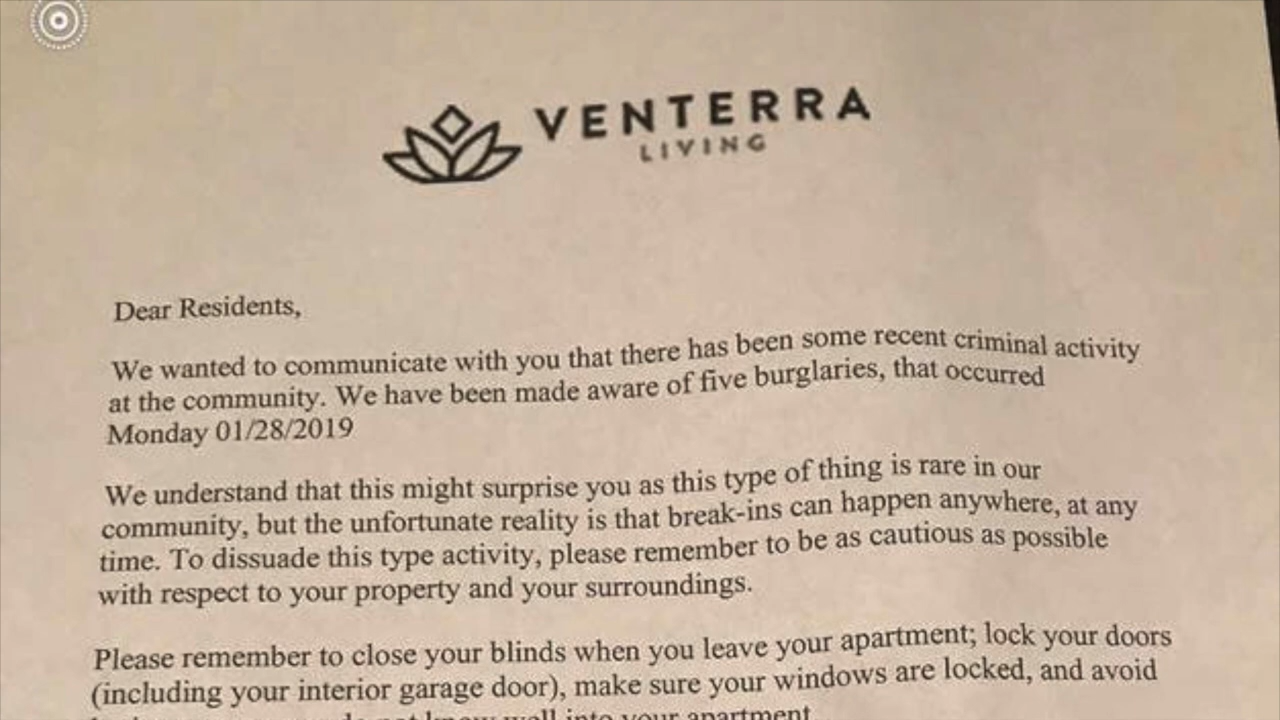 VENTERRA
LIVING
Dear Residents,
We wanted to communicate with you that there has been some recent criminal activity
at the community. We have been made aware of five burglaries, that occurred
Monday 01/28/2019
We understand that this might surprise you as this type of thing is rare in our
community, but the unfortunate reality is that break-ins can happen anywhere, at any
time. To dissuade this type activity, please remember to be as cautious as possible
with respect to your property and your surroundings.
Please remember to close your blinds when you leave your apartment; lock your doors
(including your interior garage door), make sure your windows are locked, and avoid
not know well into your apartment